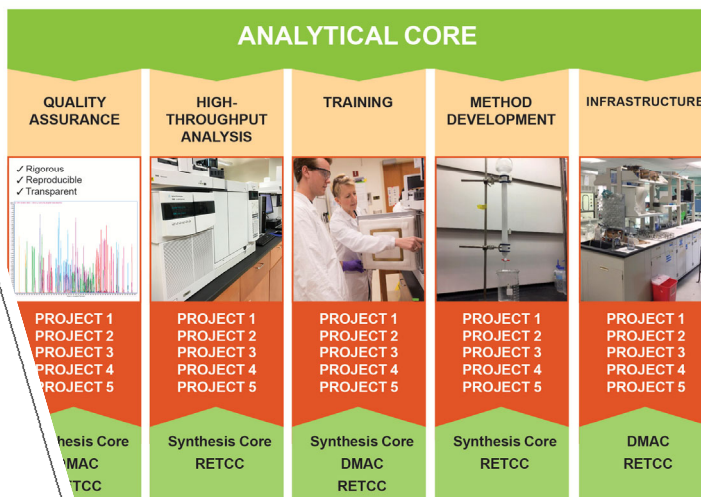 ANALYTICAL CORE
QUALITY
ASSURANCE
✓ Rigorous
✓ Reproducible
✓ Transparent
PROJECT 1
PROJECT 2
PROJECT 3
PROJECT 4
PROJECT 5
HIGH-
THROUGHPUT
ANALYSIS
PROJECT 1
PROJECT 2
PROJECT 3
PROJECT 4
PROJECT 5
Synthesis Core
RETCC
TRAINING
PROJECT 1
PROJECT 2
PROJECT 3
PROJECT 4
PROJECT 5
Synthesis Core
DMAC
RETCC
METHOD
DEVELOPMENT
PROJECT 1
PROJECT 2
PROJECT 3
PROJECT 4
PROJECT 5
Synthesis Core
RETCC
INFRASTRUCTURE
PROJECT 1
PROJECT 2
PROJECT 3
PROJECT 4
PROJECT 5
DMAC
RETCC